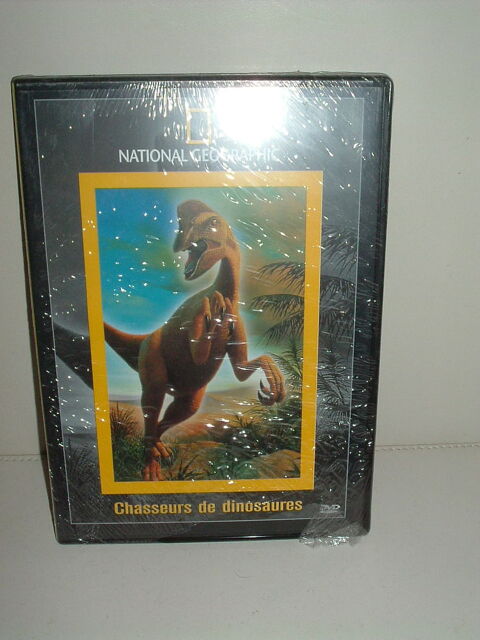 NATIONAL GEOGRAPHIC
Chasseurs de dinosaures
DVD